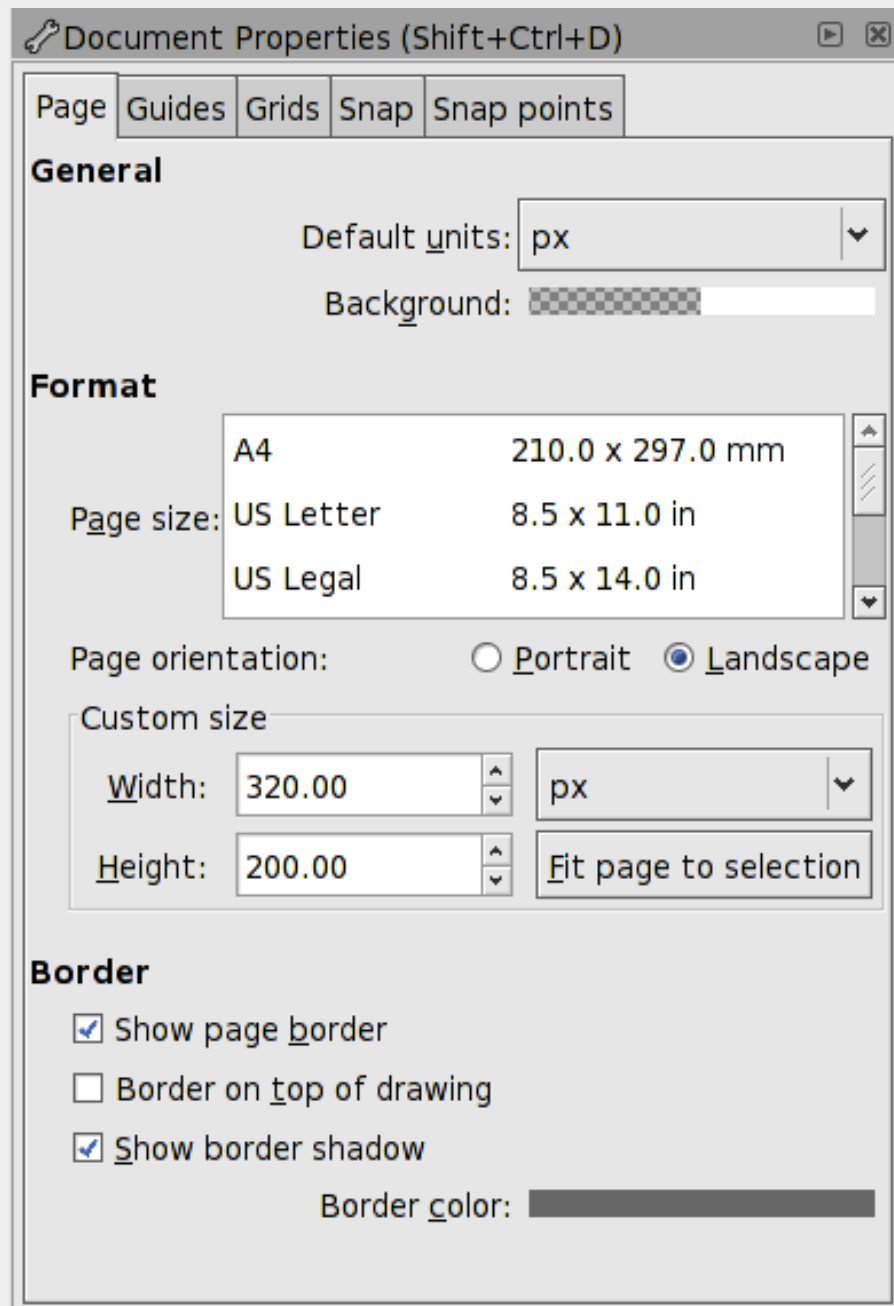 Document Properties (Shift+Ctrl+D)
Page Guides Grids Snap Snap points
General
Default units: px
Background:
Format
Page size:
A4 210.0 x 297.0 mm
US Letter 8.5 x 11.0 in
US Legal 8.5 x 14.0 in
Page orientation: Portrait Landscape
Custom size
Width: 320.00 px
Height: 200.00 Fit page to selection
Border
Show page border
Border on top of drawing
Show border shadow
Border color: